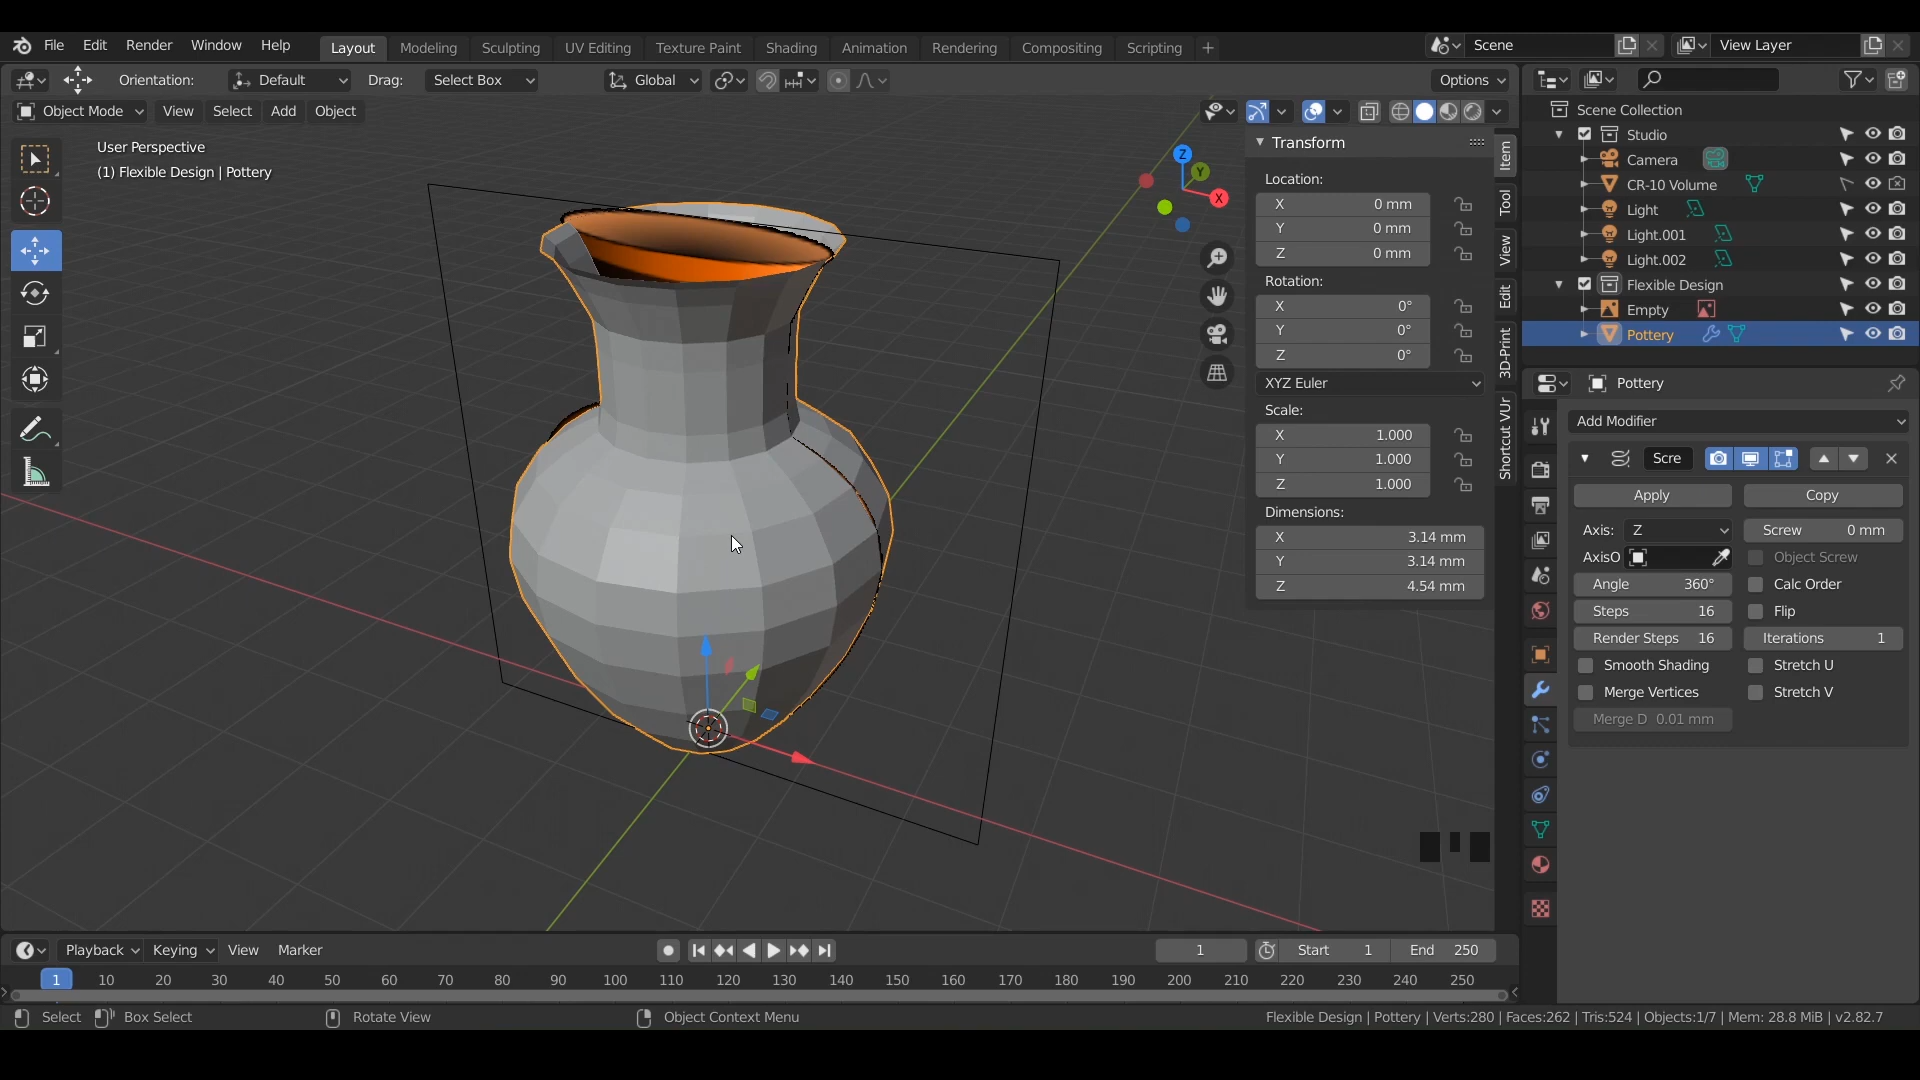 File Edit Render Window Help Layout Modeling Sculpting UV Editing Texture Paint Shading Animation Rendering Compositing Scripting + Scene View Layer
Orientation: Default Drag: Select Box Global Options
Object Mode View Select Add Object
User Perspective
(1) Flexible Design | Pottery
Z
Y
X
Transform
Location:
X 0 mm
Y 0 mm
Z 0 mm
Rotation:
X 0°
Y 0°
Z 0°
XYZ Euler
Scale:
X 1.000
Y 1.000
Z 1.000
Dimensions:
X 3.14 mm
Y 3.14 mm
Z 4.54 mm
Item
Tool
View
Edit
3D-Print
Shortcut VUr
Scene Collection
Studio
Camera
CR-10 Volume
Light
Light.001
Light.002
Flexible Design
Empty
Pottery
Pottery
Add Modifier
Scre
Apply Copy
Axis: Z Screw 0 mm
AxisO Object Screw
Angle 360° Calc Order
Steps 16 Flip
Render Steps 16 Iterations 1
Smooth Shading Stretch U
Merge Vertices Stretch V
Merge D 0.01 mm
Playback Keying View Marker 1 Start 1 End 250
1 10 20 30 40 50 60 70 80 90 100 110 120 130 140 150 160 170 180 190 200 210 220 230 240 250
Select Box Select Rotate View Object Context Menu Flexible Design | Pottery | Verts:280 | Faces:262 | Tris:524 | Objects:1/7 | Mem: 28.8 MiB | v2.82.7